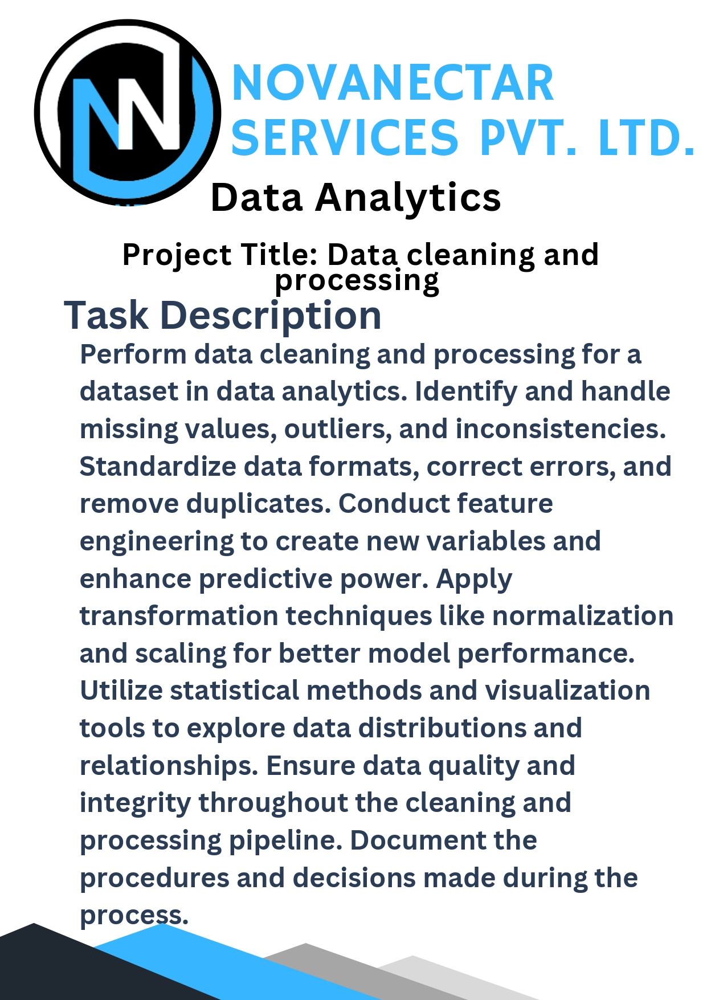 NOVANECTAR
SERVICES PVT. LTD.
Data Analytics
Project Title: Data cleaning and
processing
Task Description
Perform data cleaning and processing for a
dataset in data analytics. Identify and handle
missing values, outliers, and inconsistencies.
Standardize data formats, correct errors, and
remove duplicates. Conduct feature
engineering to create new variables and
enhance predictive power. Apply
transformation techniques like normalization
and scaling for better model performance.
Utilize statistical methods and visualization
tools to explore data distributions and
relationships. Ensure data quality and
integrity throughout the cleaning and
processing pipeline. Document the
procedures and decisions made during the
process.